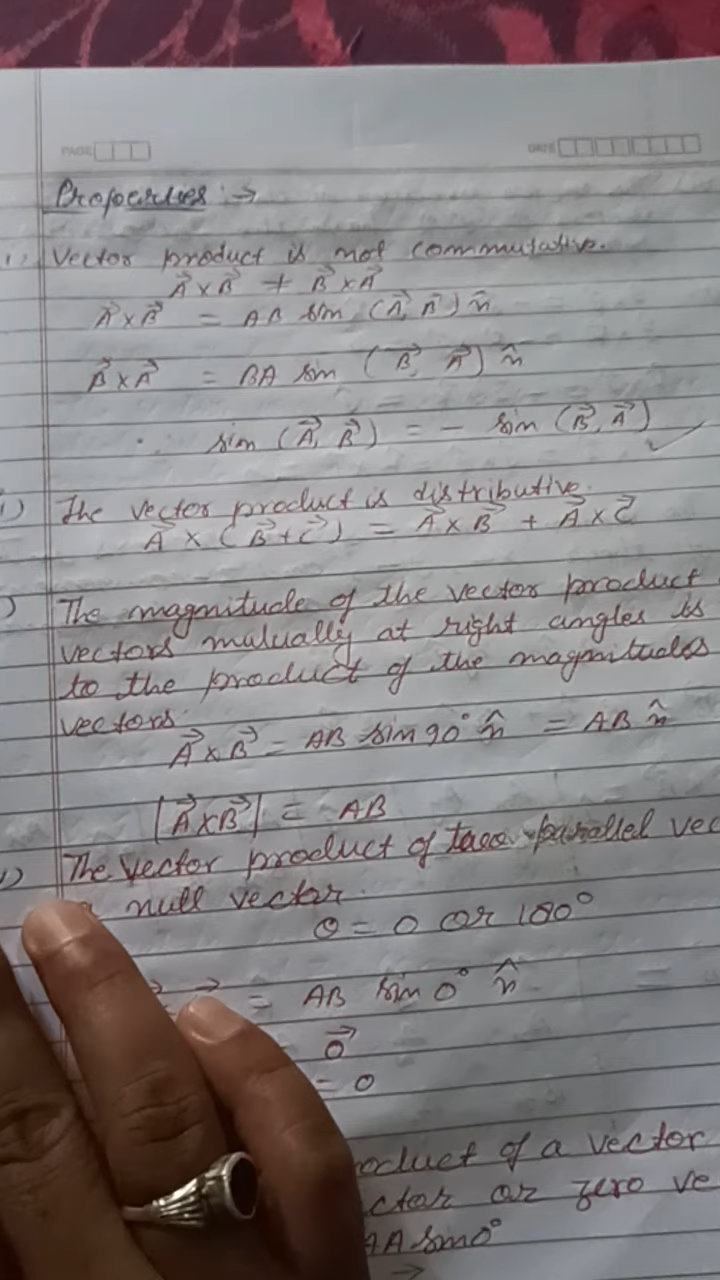 PAGE
DATE
Properties :→
i) Vector product is not commutative.
A⃗ × B⃗ ≠ B⃗ × A⃗
A⃗ × B⃗ = AB sin (A⃗, B⃗) n̂
B⃗ × A⃗ = BA sin (B⃗, A⃗) n̂
∴ sin (A⃗, B⃗) = − sin (B⃗, A⃗)
i) The vector product is distributive.
A⃗ × (B⃗ + C⃗) = A⃗ × B⃗ + A⃗ × C⃗
) The magnitude of the vector product
vectors mutually at right angles is
to the product of the magnitudes
vectors.
A⃗ × B⃗ = AB sin 90° n̂ = AB n̂
|A⃗ × B⃗| = AB
) The vector product of two parallel vec
null vector.
θ = 0 or 180°
= AB sin 0° n̂ =
0⃗
= 0
oduct of a vector
ctor or zero ve
AA sin 0°